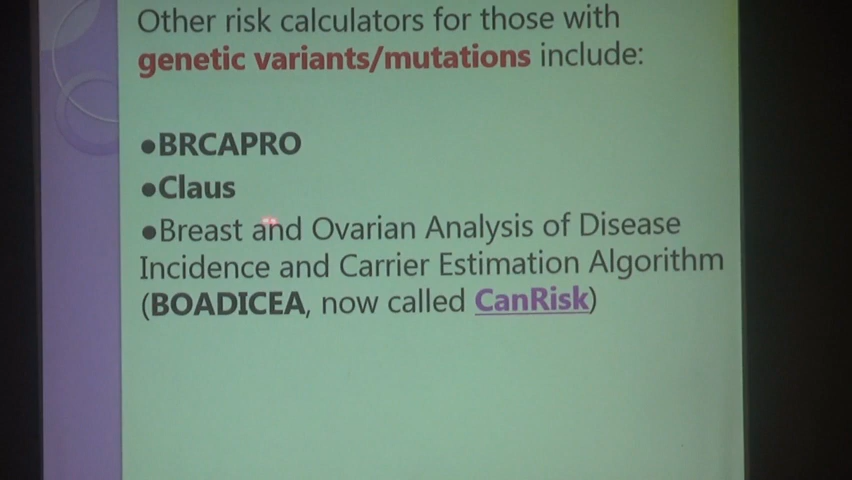 Other risk calculators for those with
genetic variants/mutations include:
●BRCAPRO
●Claus
●Breast and Ovarian Analysis of Disease
Incidence and Carrier Estimation Algorithm
(BOADICEA, now called CanRisk)